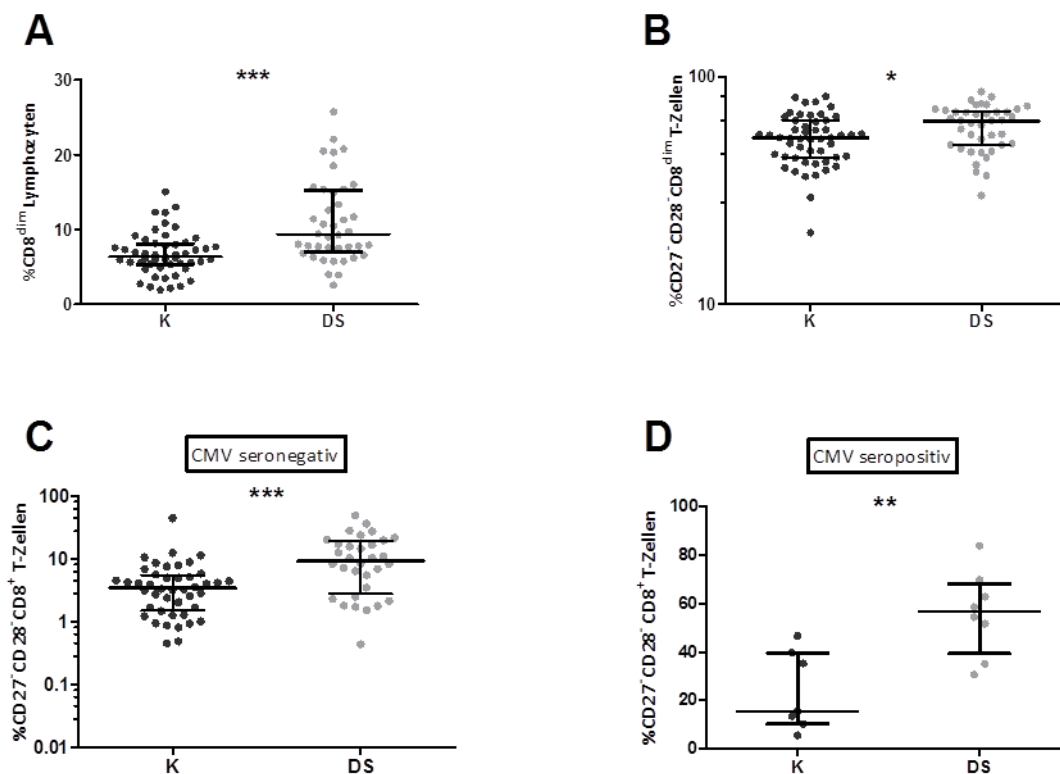 A
***
%CD8dim Lymphozyten
30
20
10
0
K
DS
B
*
%CD27-CD28-CD8dim T-Zellen
100
10
K
DS
C
CMV seronegativ
***
%CD27-CD28-CD8+ T-Zellen
100
10
1
0.1
0.01
K
DS
D
CMV seropositiv
**
%CD27-CD28-CD8+ T-Zellen
100
80
60
40
20
0
K
DS